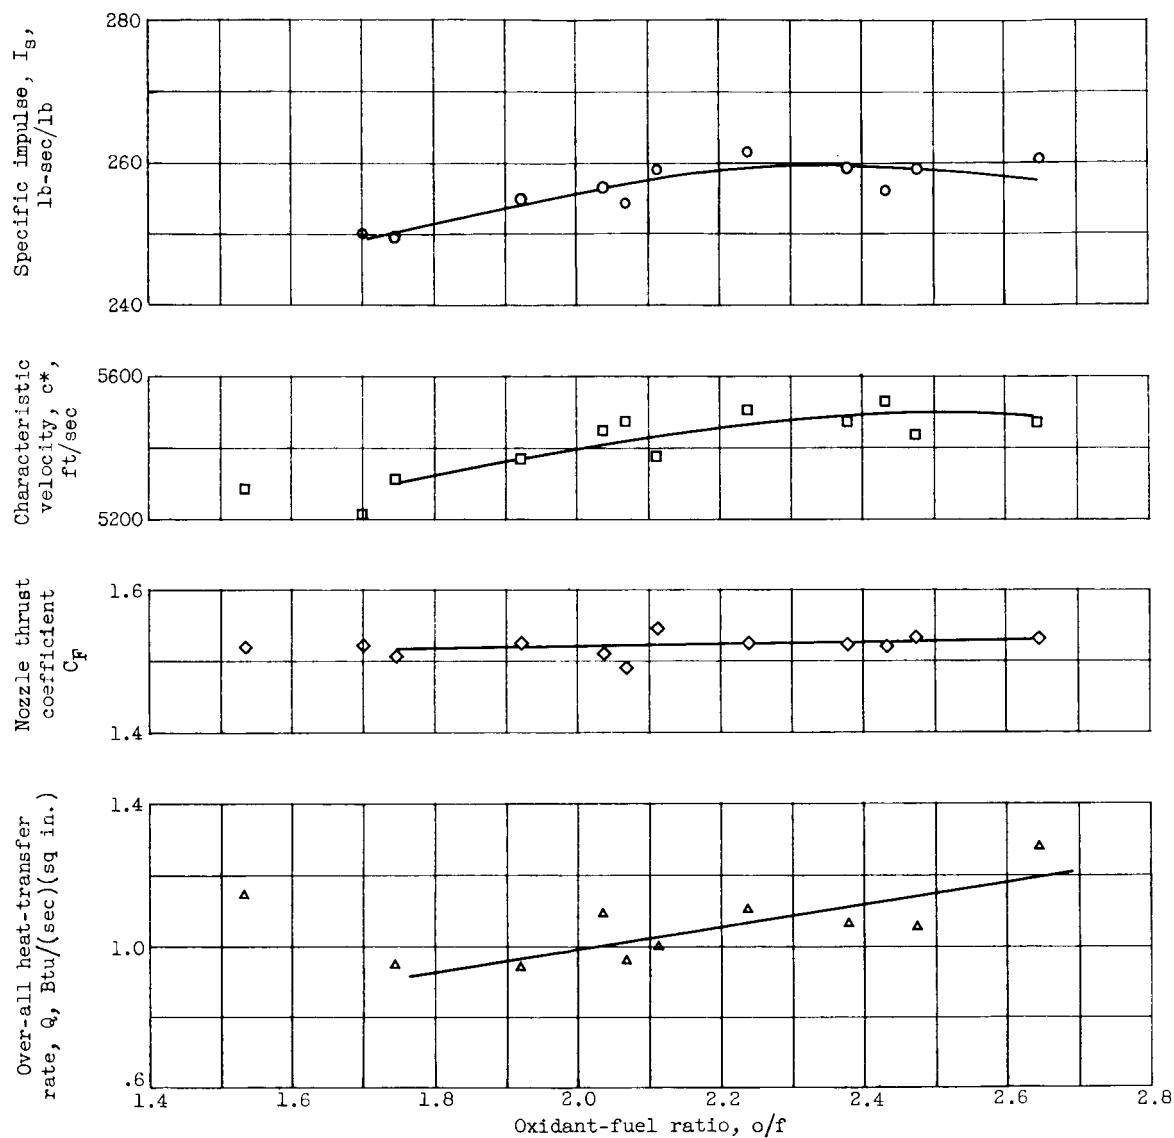 280
260
240
Specific impulse, Is,
lb-sec/lb
5600
5200
Characteristic
velocity, c*,
ft/sec
1.6
1.4
Nozzle thrust
coefficient
CF
1.4
1.0
.6
Over-all heat-transfer
rate, Q, Btu/(sec)(sq in.)
1.4 1.6 1.8 2.0 2.2 2.4 2.6 2.8
Oxidant-fuel ratio, o/f